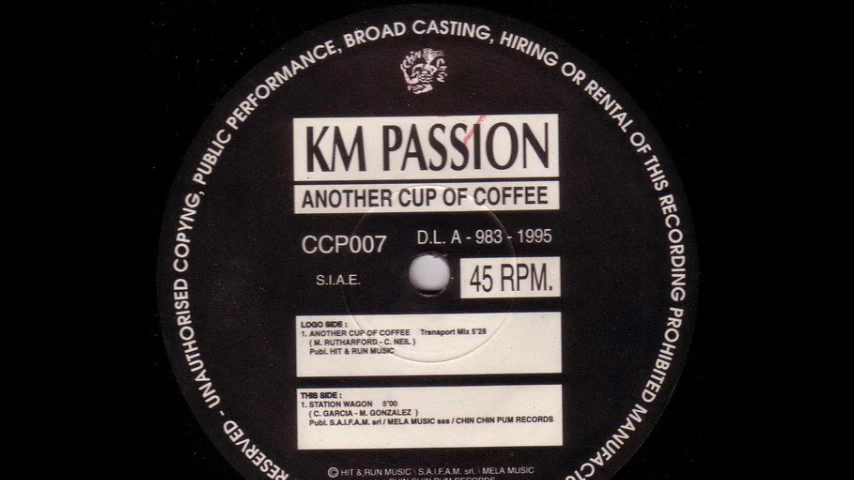 RESERVED - UNAUTHORISED COPYNG, PUBLIC PERFORMANCE, BROAD CASTING, HIRING OR RENTAL OF THIS RECORDING PROHIBITED
KM PASSION
ANOTHER CUP OF COFFEE
CCP007 D.L. A - 983 - 1995
S.I.A.E. 45 RPM.
LOGO SIDE :
1. ANOTHER CUP OF COFFEE Transport Mix 5'28
( M. RUTHARFORD - C. NEIL )
Publ. HIT & RUN MUSIC
THIS SIDE :
1. STATION WAGON 5'00
( C. GARCIA - M. GONZALEZ )
Publ. S.A.I.F.A.M. srl / MELA MUSIC sas / CHIN CHIN PUM RECORDS
© HIT & RUN MUSIC \ S.A.I.F.A.M. srl. \ MELA MUSIC